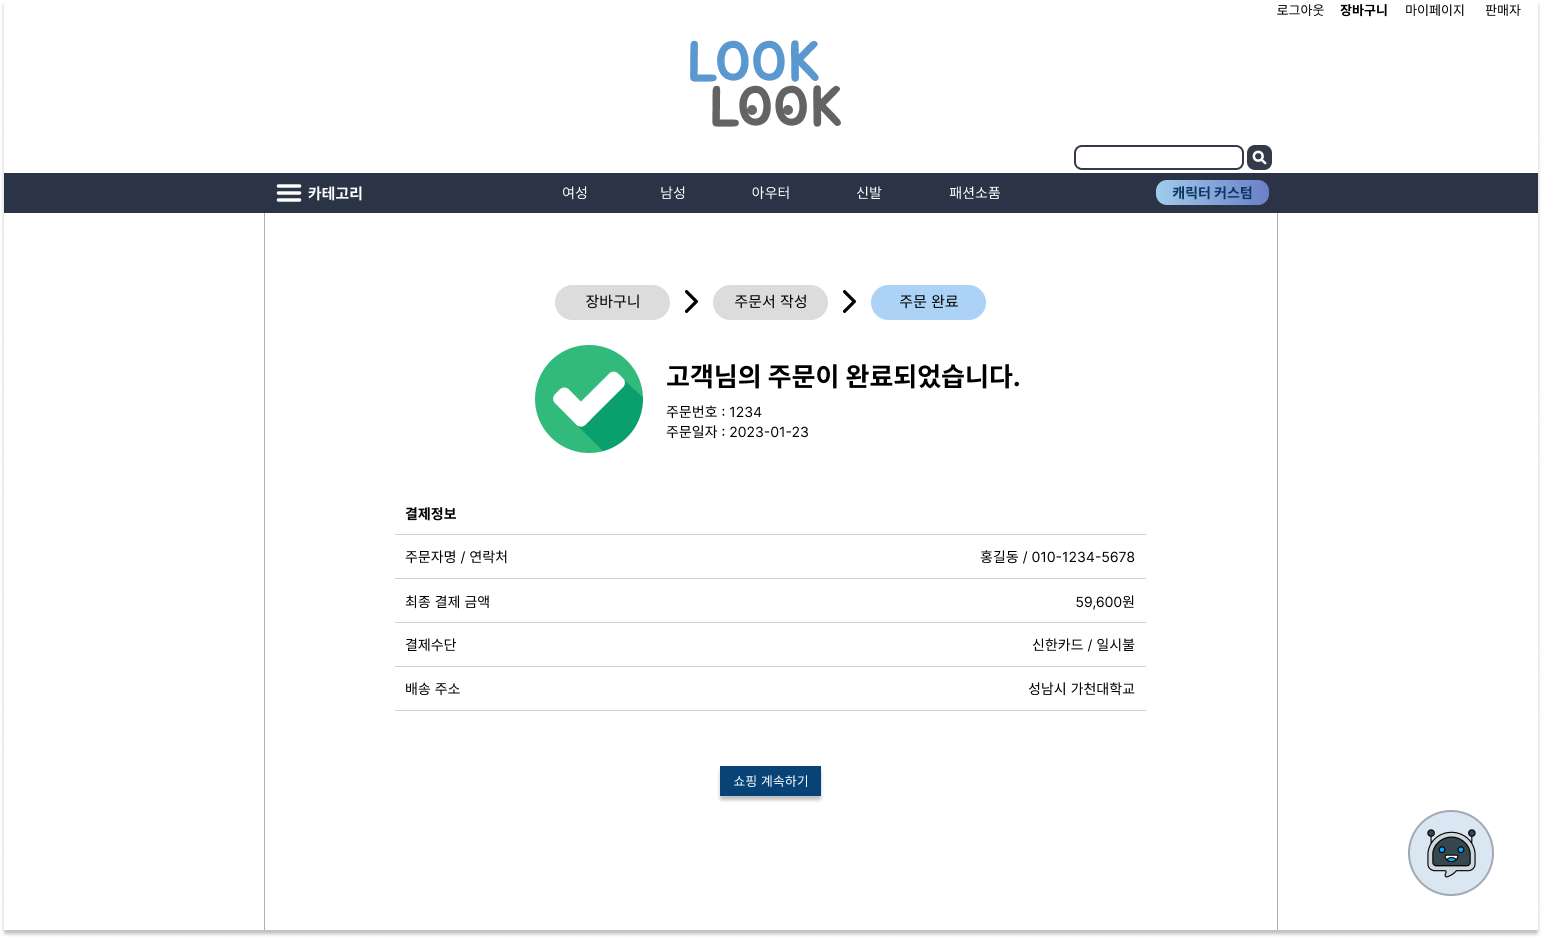 로그아웃 장바구니 마이페이지 판매자
LOOK
LOOK
카테고리 여성 남성 아우터 신발 패션소품 캐릭터 커스텀
장바구니 주문서 작성 주문 완료
고객님의 주문이 완료되었습니다.
주문번호 : 1234
주문일자 : 2023-01-23
결제정보
주문자명 / 연락처 홍길동 / 010-1234-5678
최종 결제 금액 59,600원
결제수단 신한카드 / 일시불
배송 주소 성남시 가천대학교
쇼핑 계속하기